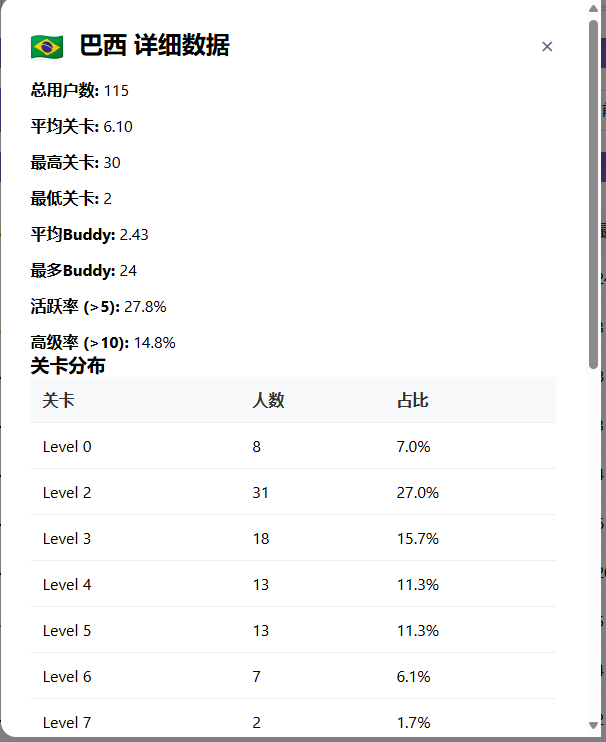 巴西 详细数据 ×
总用户数: 115
平均关卡: 6.10
最高关卡: 30
最低关卡: 2
平均Buddy: 2.43
最多Buddy: 24
活跃率 (>5): 27.8%
高级率 (>10): 14.8%
关卡分布
关卡 人数 占比
Level 0 8 7.0%
Level 2 31 27.0%
Level 3 18 15.7%
Level 4 13 11.3%
Level 5 13 11.3%
Level 6 7 6.1%
Level 7 2 1.7%